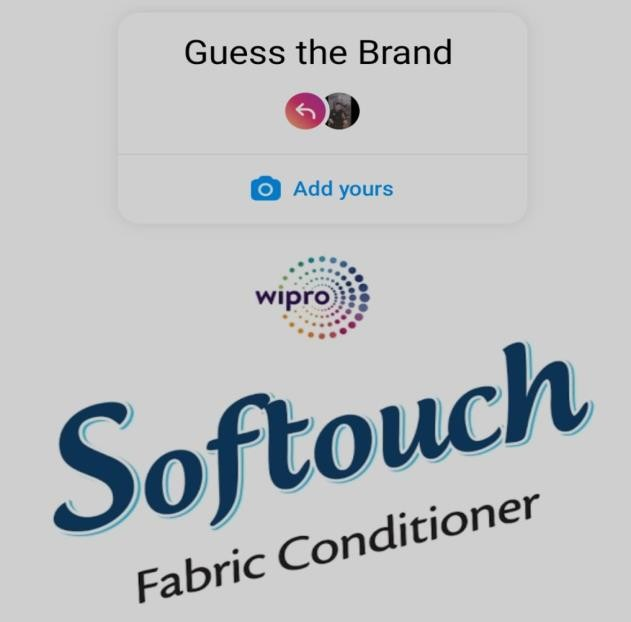 Guess the Brand
Add yours
wipro
Softouch
Fabric Conditioner